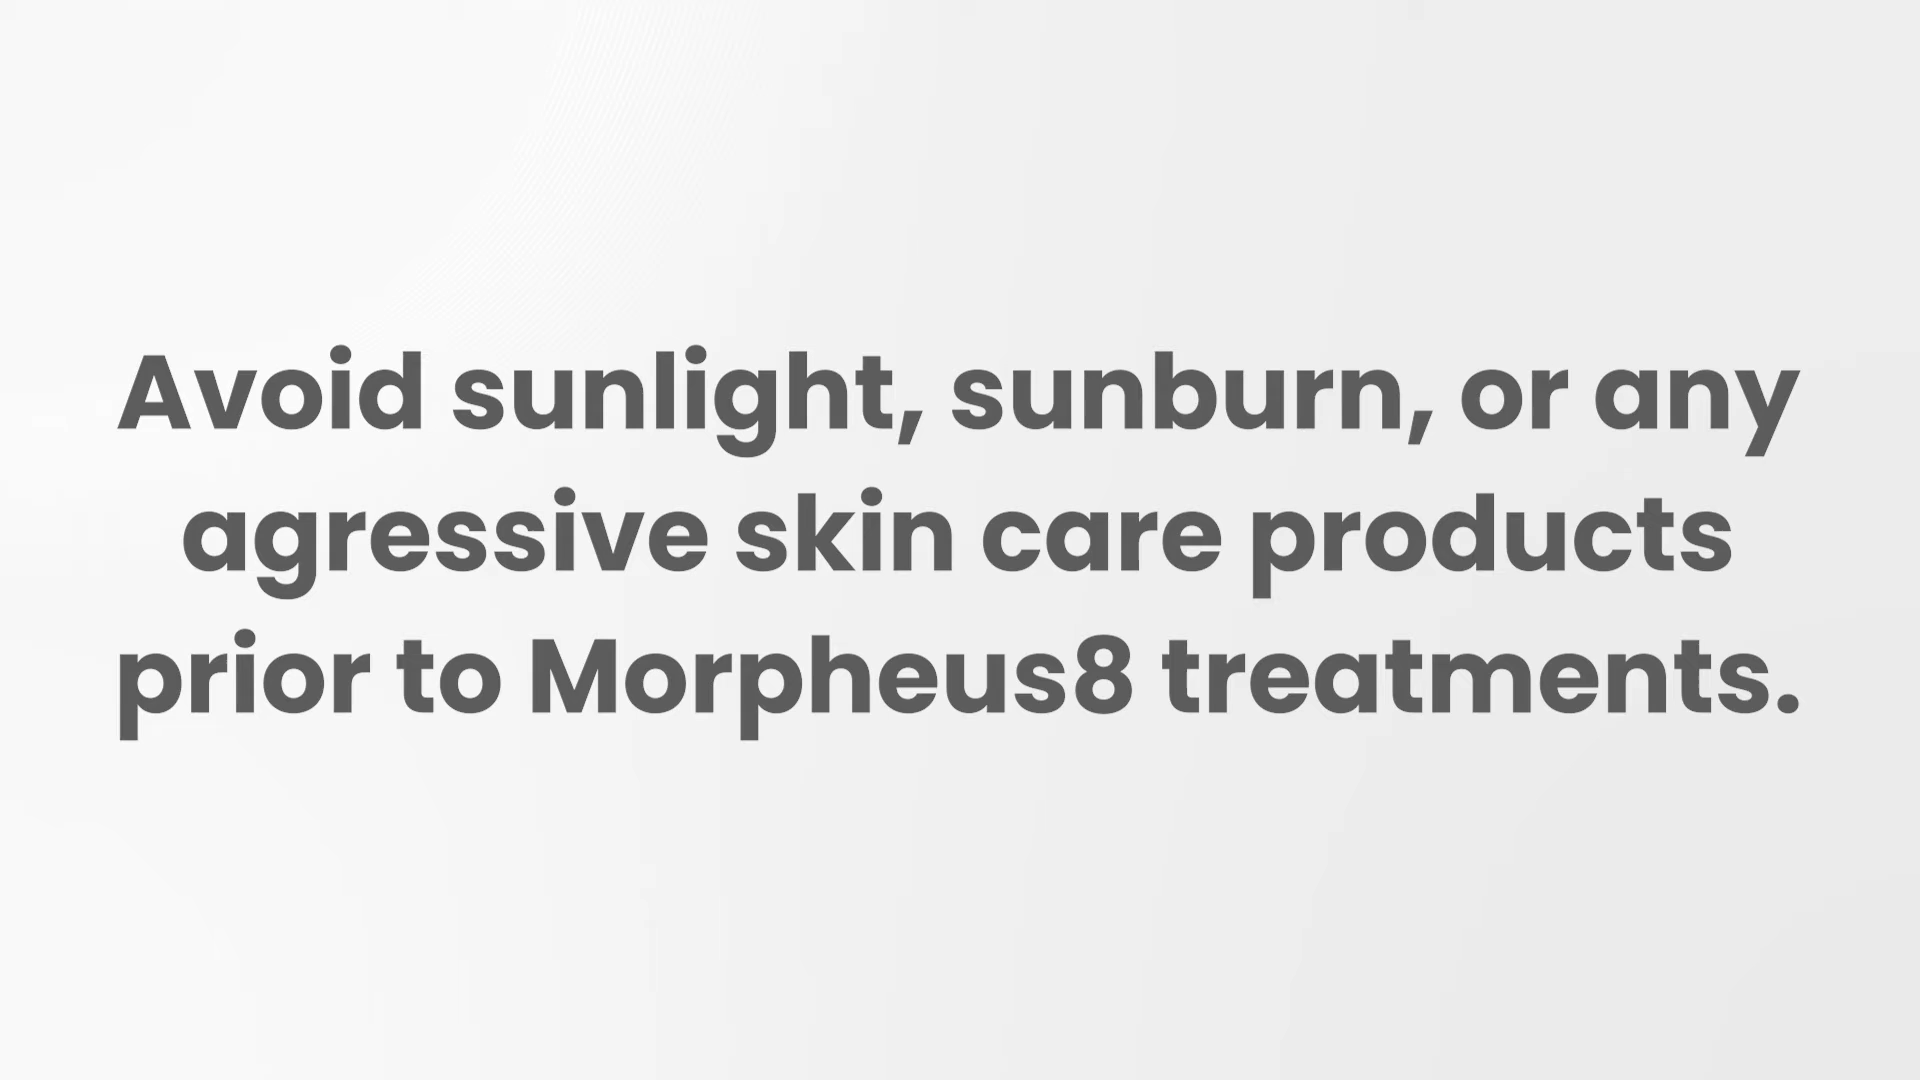 Avoid sunlight, sunburn, or any
agressive skin care products
prior to Morpheus8 treatments.